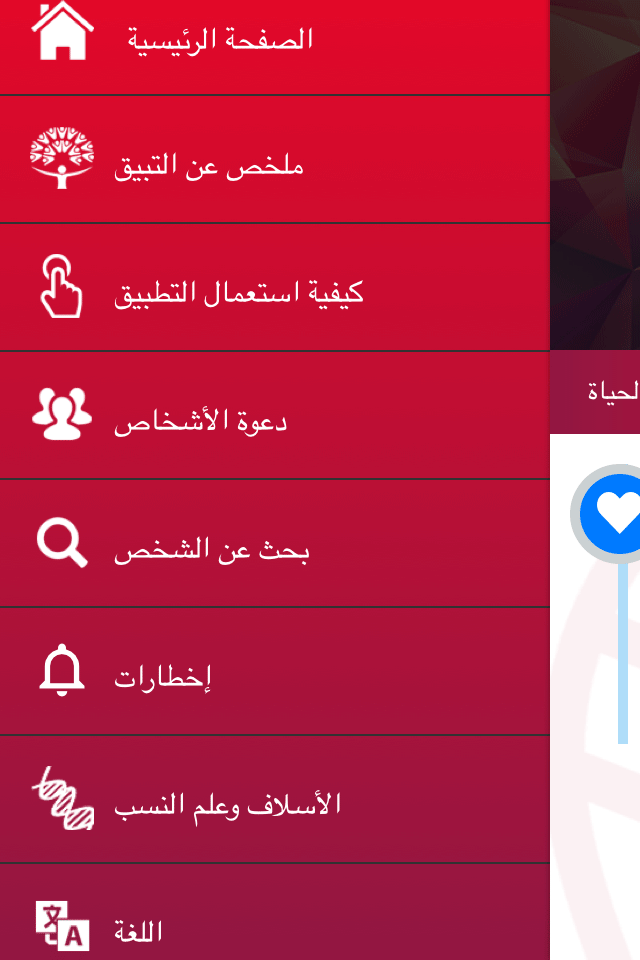 الصفحة الرئيسية
ملخص عن التبيق
كيفية استعمال التطبيق
دعوة الأشخاص
بحث عن الشخص
إخطارات
الأسلاف وعلم النسب
اللغة
لحياة